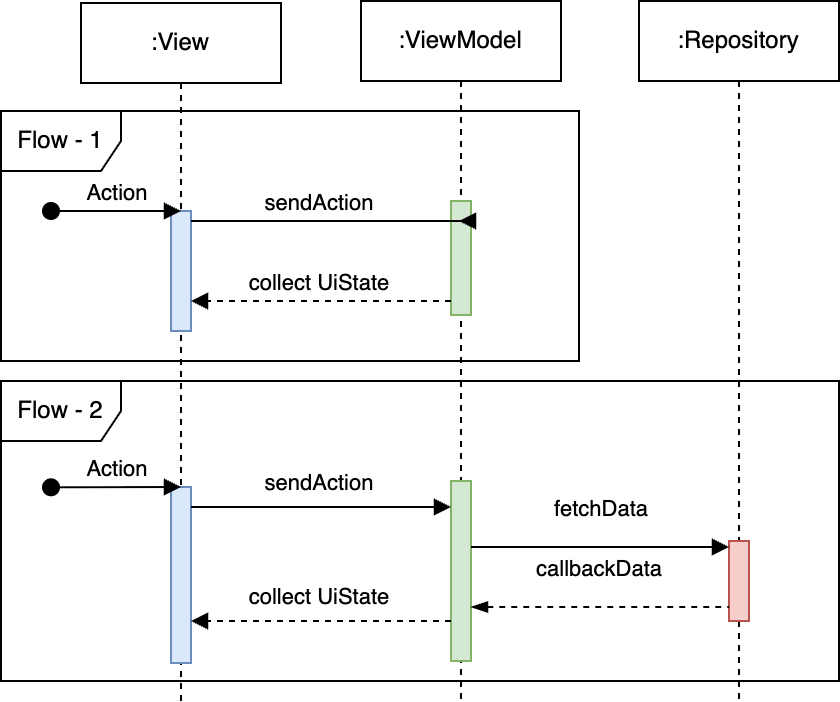 :View
:ViewModel
:Repository
Flow - 1
Action
sendAction
collect UiState
Flow - 2
Action
sendAction
fetchData
callbackData
collect UiState